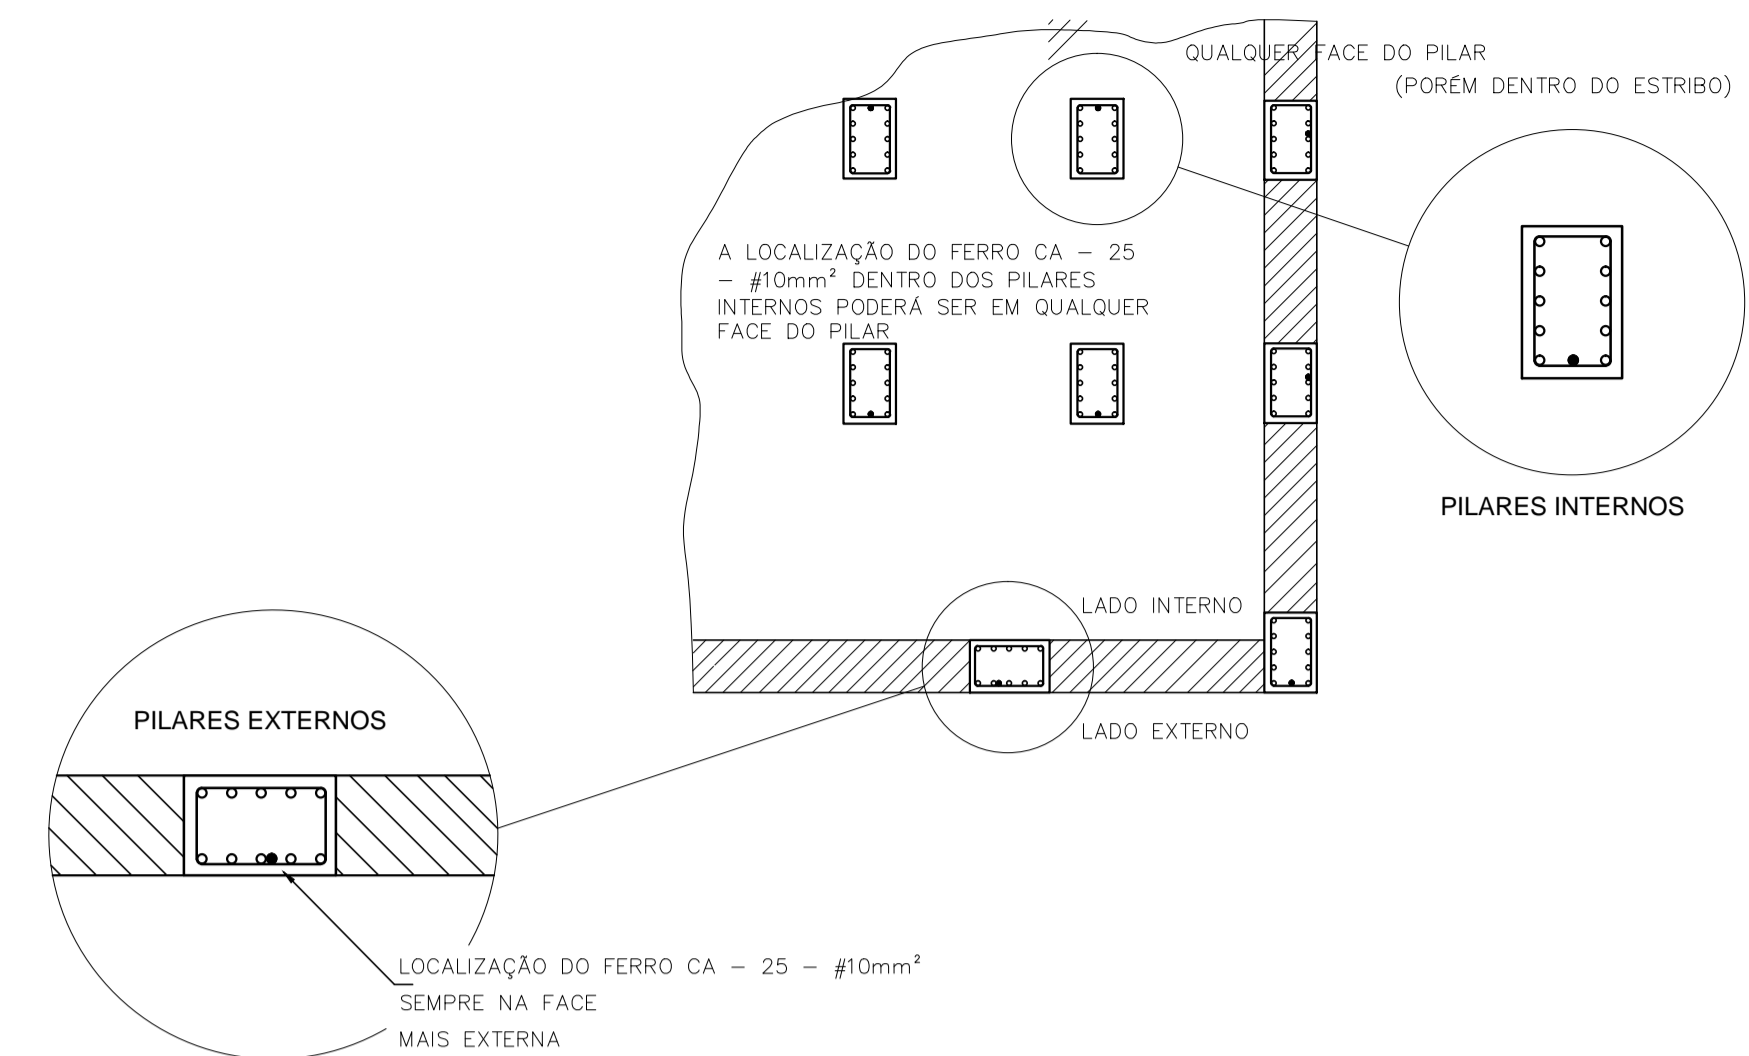 QUALQUER FACE DO PILAR
(PORÉM DENTRO DO ESTRIBO)
A LOCALIZAÇÃO DO FERRO CA - 25
- #10mm² DENTRO DOS PILARES
INTERNOS PODERÁ SER EM QUALQUER
FACE DO PILAR
PILARES INTERNOS
LADO INTERNO
LADO EXTERNO
PILARES EXTERNOS
LOCALIZAÇÃO DO FERRO CA - 25 - #10mm²
SEMPRE NA FACE
MAIS EXTERNA